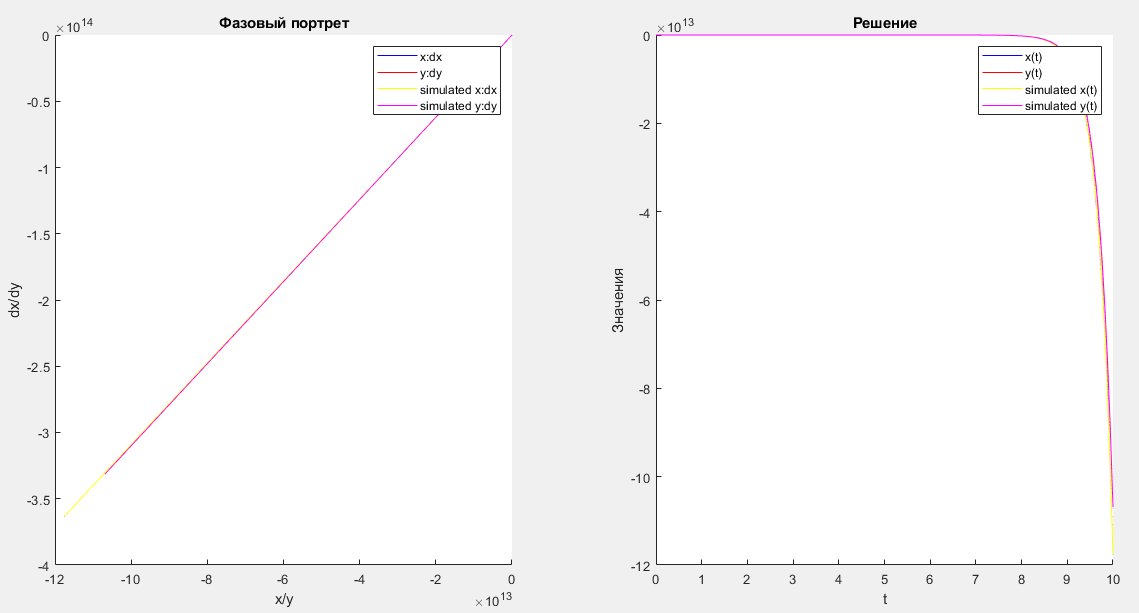 Фазовый портрет
×10^14
0
-0.5
-1
-1.5
-2
-2.5
-3
-3.5
-4
dx/dy
x:dx
y:dy
simulated x:dx
simulated y:dy
-12 -10 -8 -6 -4 -2 0
x/y
×10^13
Решение
×10^13
0
-2
-4
-6
-8
-10
-12
Значения
x(t)
y(t)
simulated x(t)
simulated y(t)
0 1 2 3 4 5 6 7 8 9 10
t